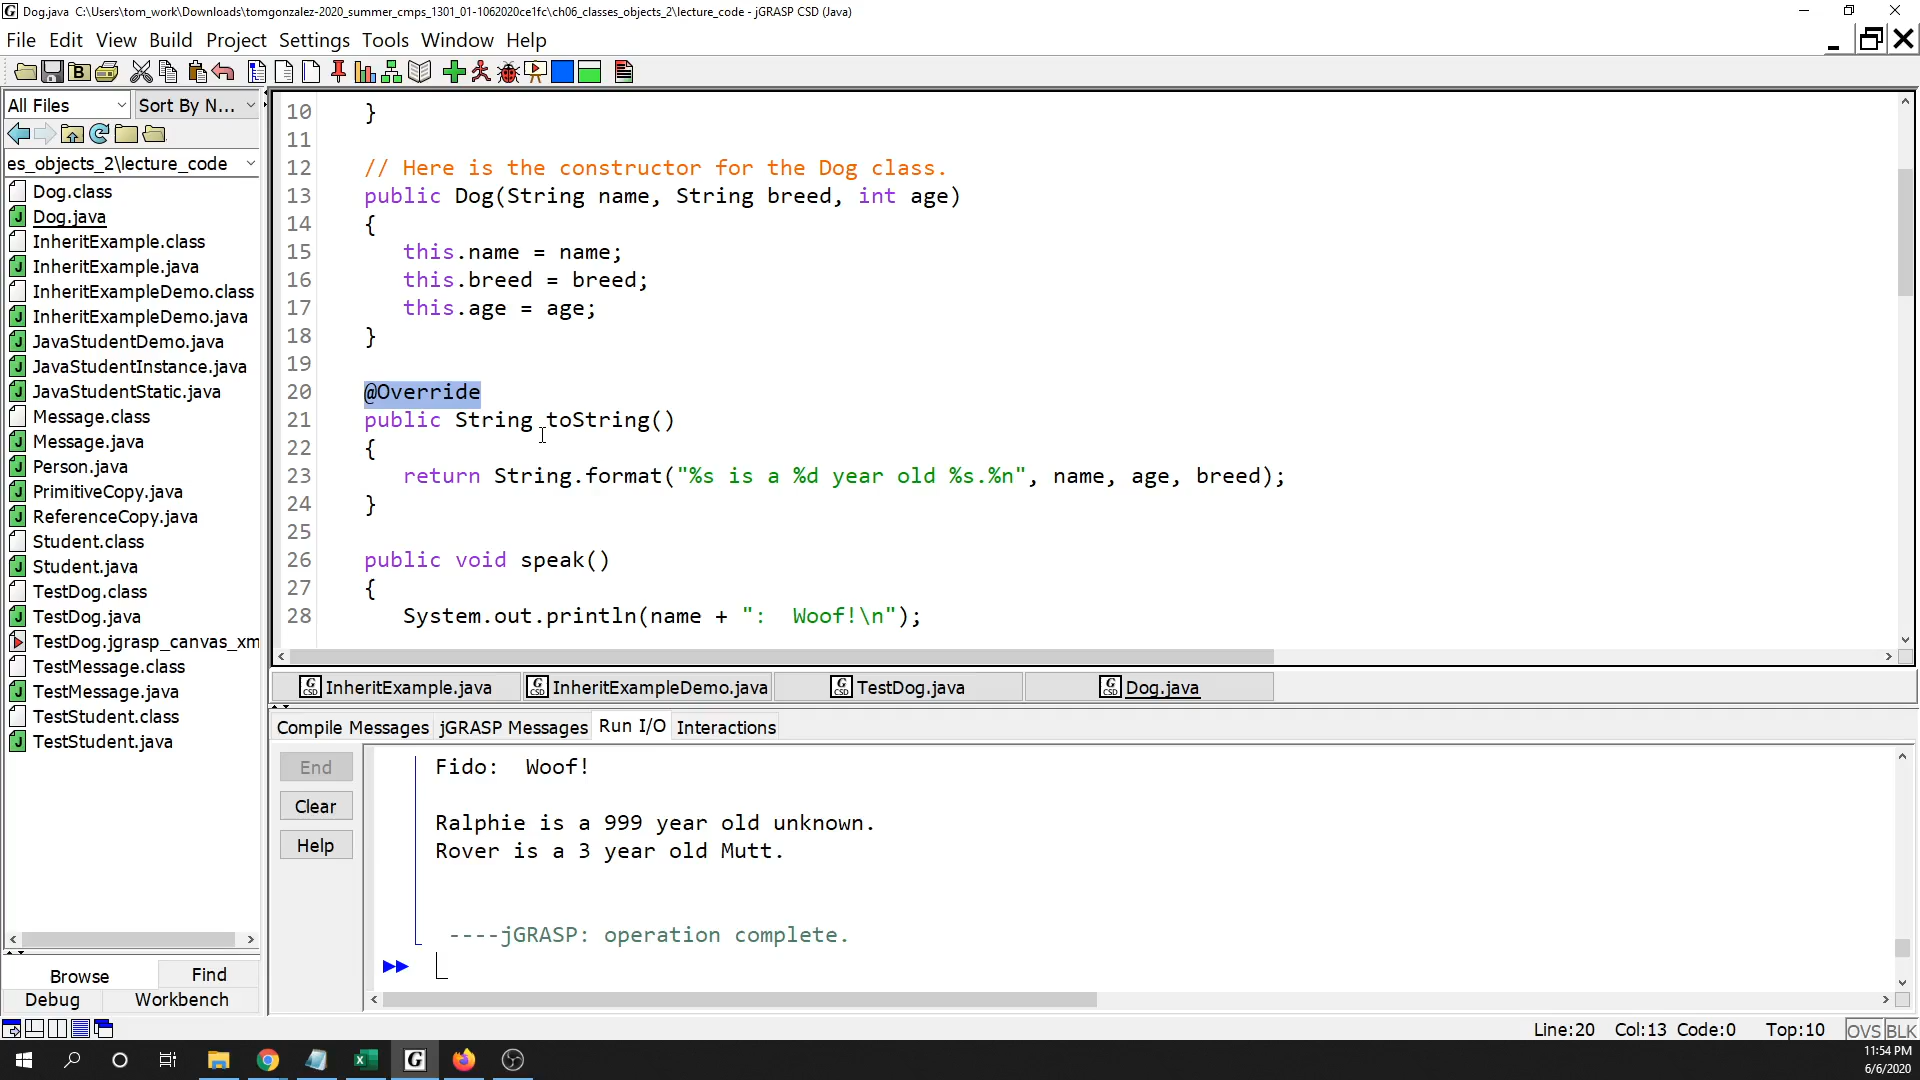 Dog.java C:\Users\tom_work\Downloads\tomgonzalez-2020_summer_cmps_1301_01-1062020ce1fc\ch06_classes_objects_2\lecture_code - jGRASP CSD (Java)
File Edit View Build Project Settings Tools Window Help
All Files Sort By N...
es_objects_2\lecture_code
Dog.class
Dog.java
InheritExample.class
InheritExample.java
InheritExampleDemo.class
InheritExampleDemo.java
JavaStudentDemo.java
JavaStudentInstance.java
JavaStudentStatic.java
Message.class
Message.java
Person.java
PrimitiveCopy.java
ReferenceCopy.java
Student.class
Student.java
TestDog.class
TestDog.java
TestDog.jgrasp_canvas_xm
TestMessage.class
TestMessage.java
TestStudent.class
TestStudent.java
Browse Find
Debug Workbench
10 }
11
12 // Here is the constructor for the Dog class.
13 public Dog(String name, String breed, int age)
14 {
15 this.name = name;
16 this.breed = breed;
17 this.age = age;
18 }
19
20 @Override
21 public String toString()
22 {
23 return String.format("%s is a %d year old %s.%n", name, age, breed);
24 }
25
26 public void speak()
27 {
28 System.out.println(name + ":  Woof!\n");
InheritExample.java InheritExampleDemo.java TestDog.java Dog.java
Compile Messages jGRASP Messages Run I/O Interactions
End
Clear
Help
Fido:  Woof!
Ralphie is a 999 year old unknown.
Rover is a 3 year old Mutt.
----jGRASP: operation complete.
Line:20 Col:13 Code:0 Top:10 OVS BLK
11:54 PM
6/6/2020